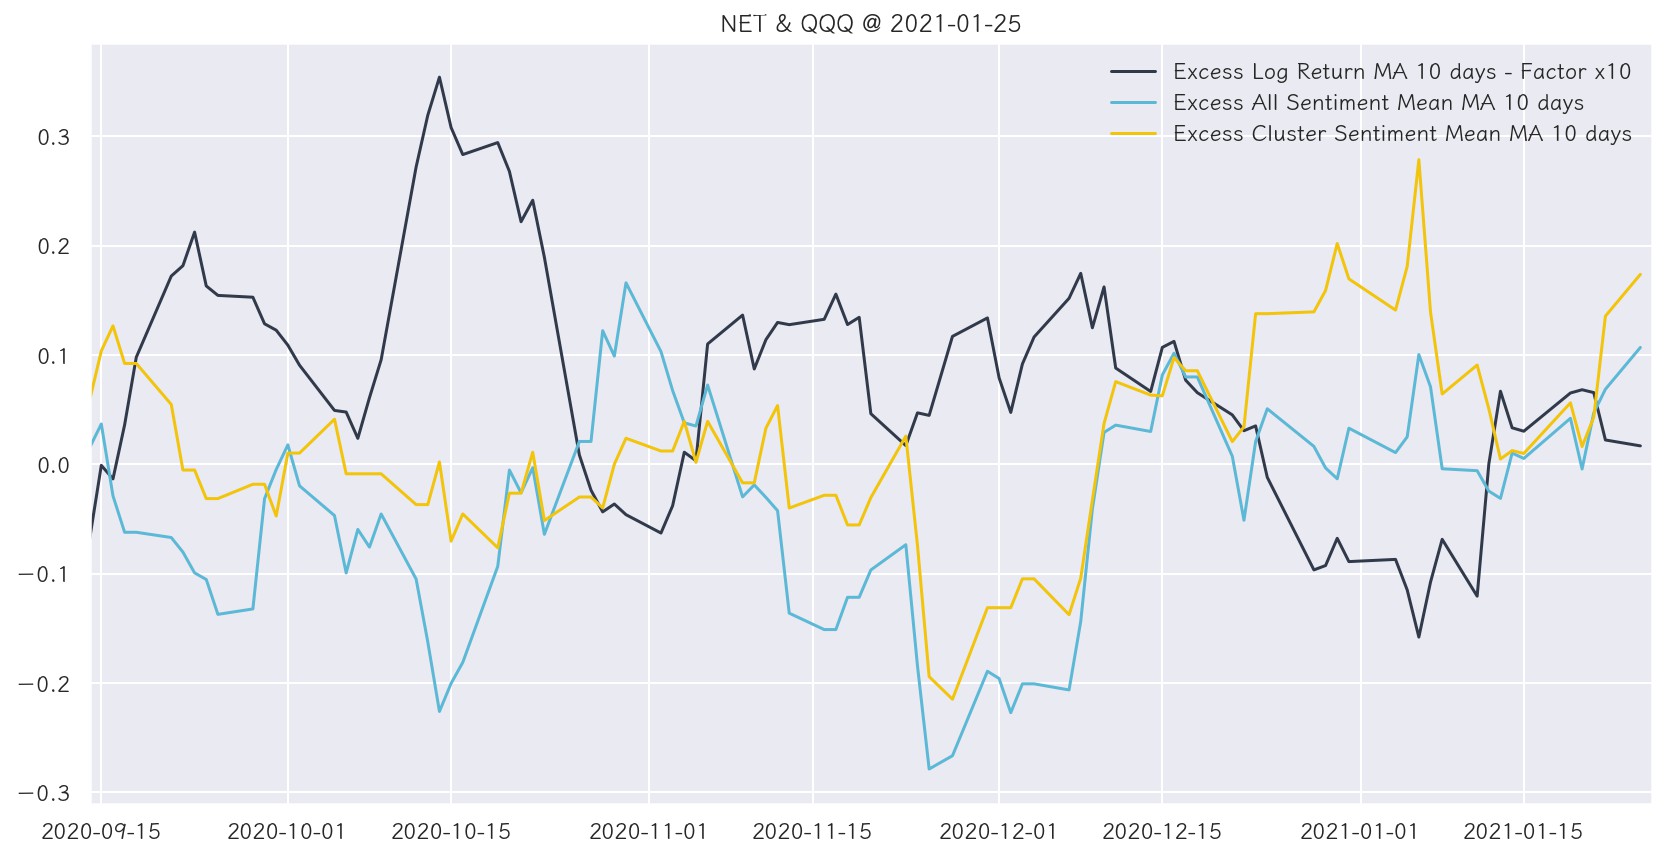 NET & QQQ @ 2021-01-25
Excess Log Return MA 10 days - Factor x10
Excess All Sentiment Mean MA 10 days
Excess Cluster Sentiment Mean MA 10 days
0.3
0.2
0.1
0.0
−0.1
−0.2
−0.3
2020-09-15 2020-10-01 2020-10-15 2020-11-01 2020-11-15 2020-12-01 2020-12-15 2021-01-01 2021-01-15